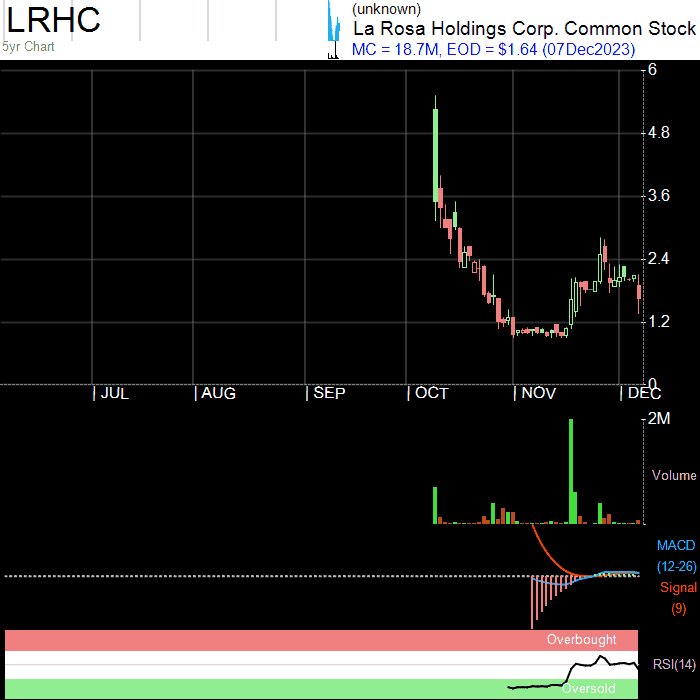 LRHC
5yr Chart
(unknown)
La Rosa Holdings Corp. Common Stock
MC = 18.7M, EOD = $1.64 (07Dec2023)
6
4.8
3.6
2.4
1.2
0
JUL AUG SEP OCT NOV DEC
2M
Volume
MACD
(12-26)
Signal
(9)
Overbought
RSI(14)
Oversold